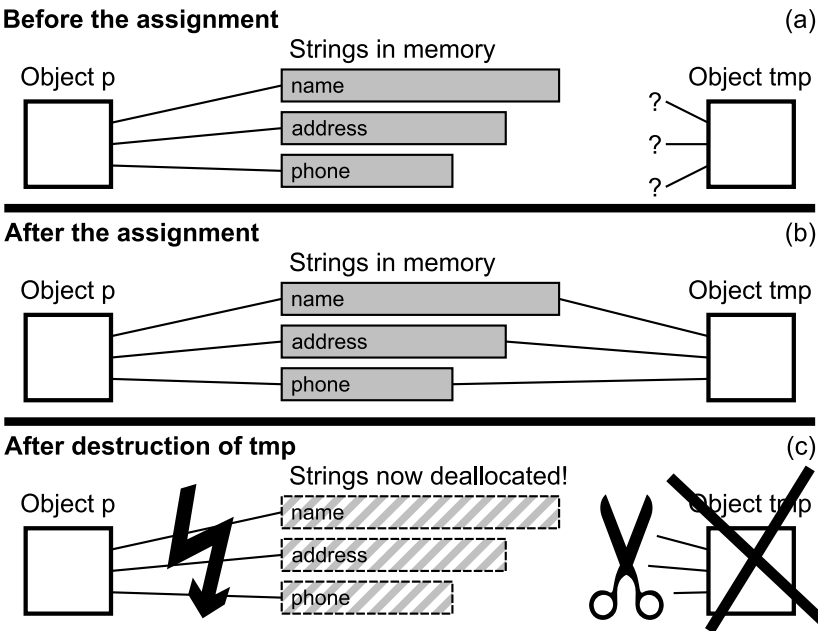 Before the assignment (a)
Strings in memory
Object p
Object tmp
name
?
address
?
phone
?
After the assignment (b)
Strings in memory
Object p
Object tmp
name
address
phone
After destruction of tmp (c)
Strings now deallocated!
Object p
Object tmp
name
address
phone